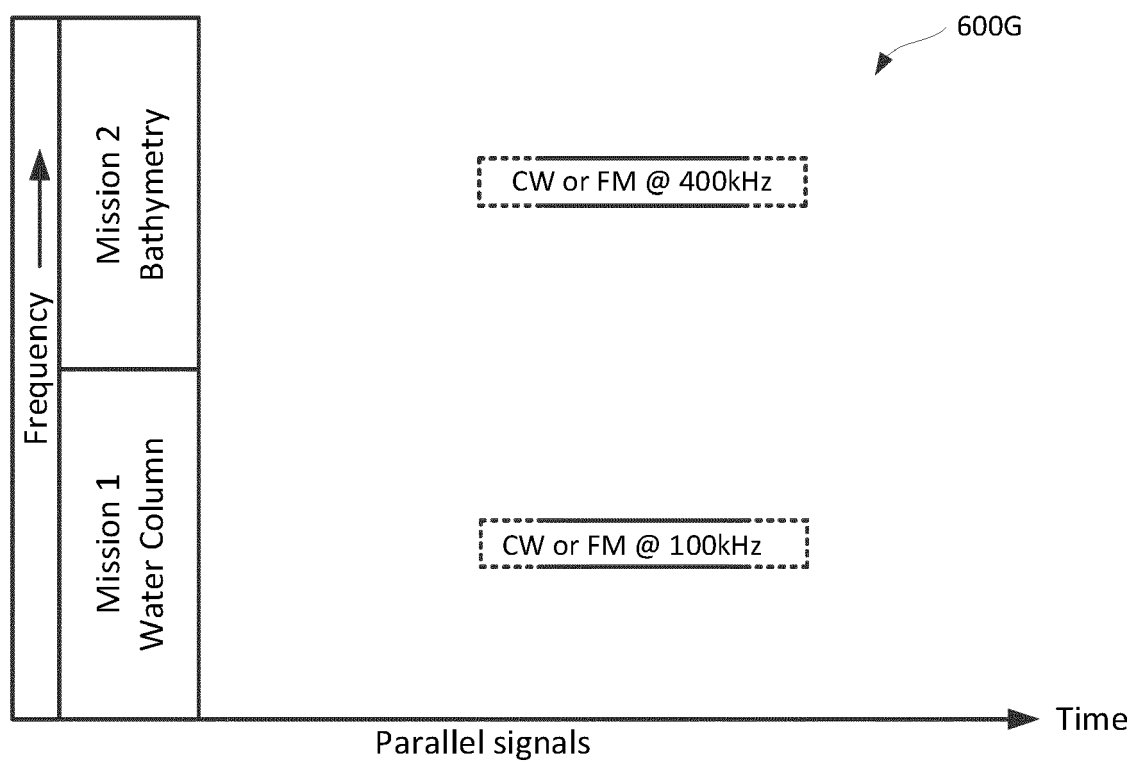 600G
Frequency
Mission 2
Bathymetry
CW or FM @ 400kHz
Mission 1
Water Column
CW or FM @ 100kHz
Time
Parallel signals